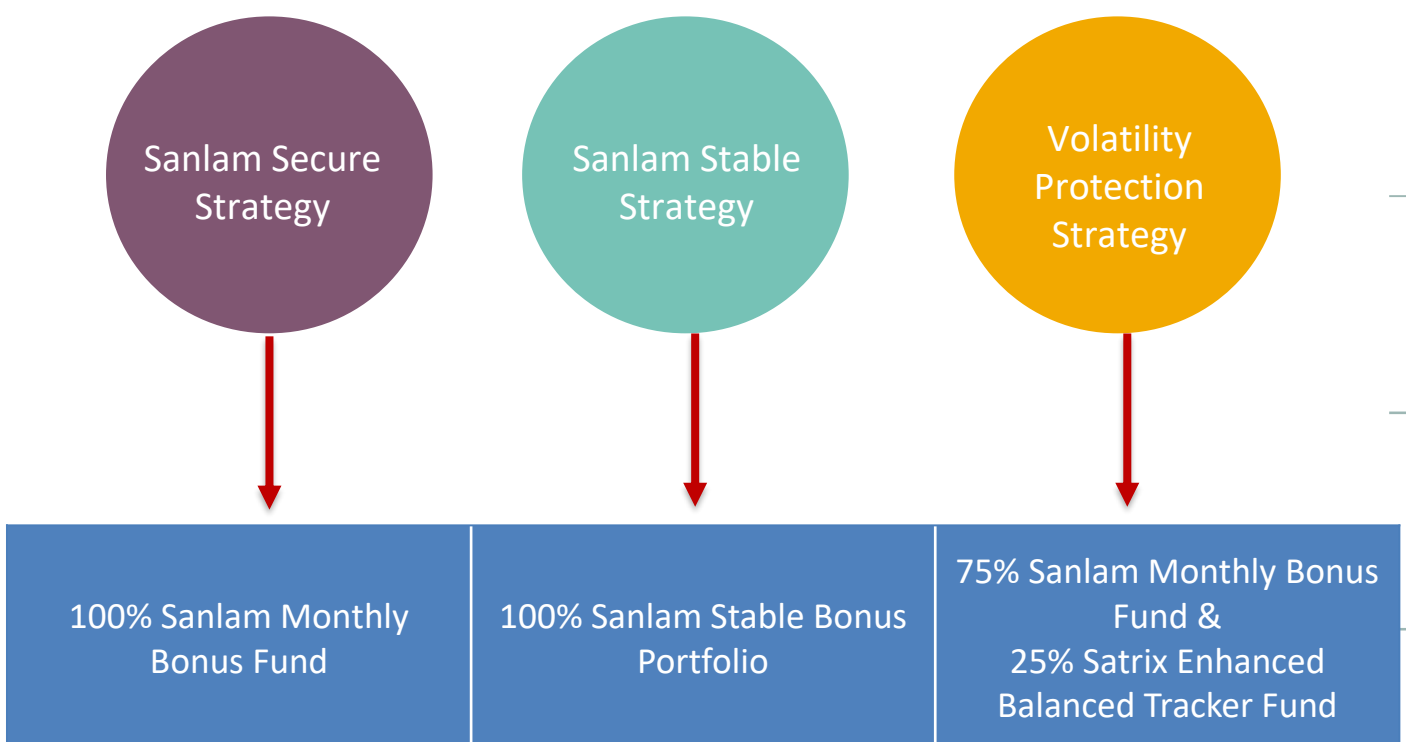 Sanlam Secure
Strategy
Sanlam Stable
Strategy
Volatility
Protection
Strategy
100% Sanlam Monthly
Bonus Fund
100% Sanlam Stable Bonus
Portfolio
75% Sanlam Monthly Bonus
Fund &
25% Satrix Enhanced
Balanced Tracker Fund